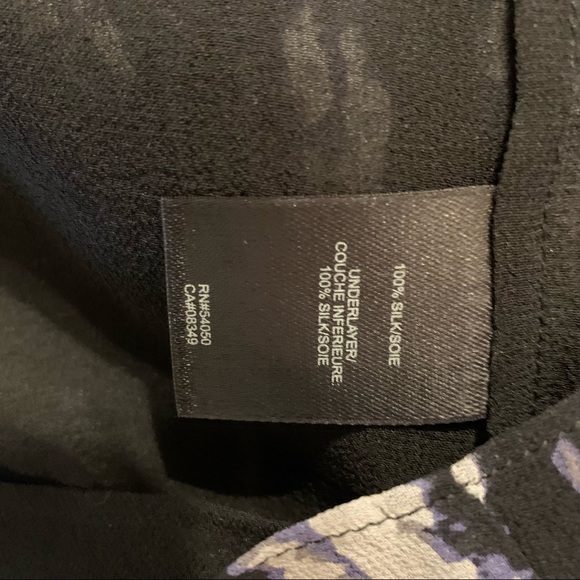 100% SILK/SOIE
UNDERLAYER/
COUCHE INFERIEURE:
100% SILK/SOIE
RN#54050
CA#08349